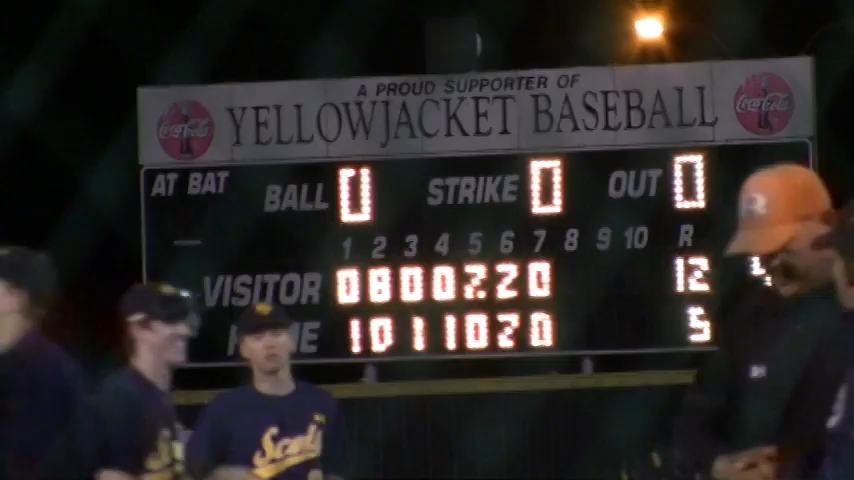 A PROUD SUPPORTER OF
Coca-Cola YELLOWJACKET BASEBALL Coca-Cola
AT BAT BALL 0 STRIKE 0 OUT 0
1 2 3 4 5 6 7 8 9 10 R
VISITOR 0 8 0 0 2 2 0 12
1 0 1 1 0 2 0 5
R
Scots